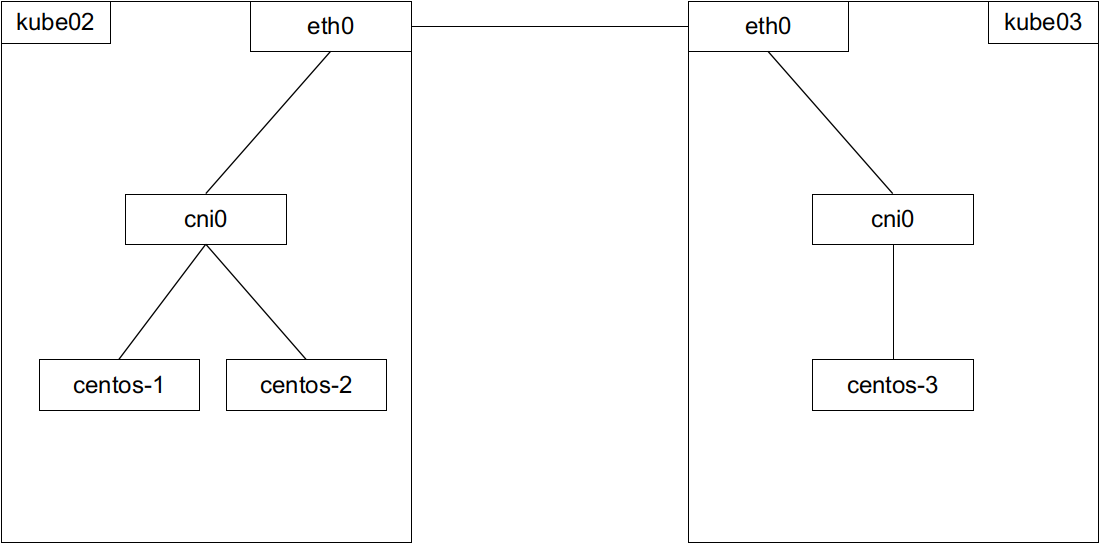 kube02
eth0
eth0
kube03
cni0
cni0
centos-1
centos-2
centos-3